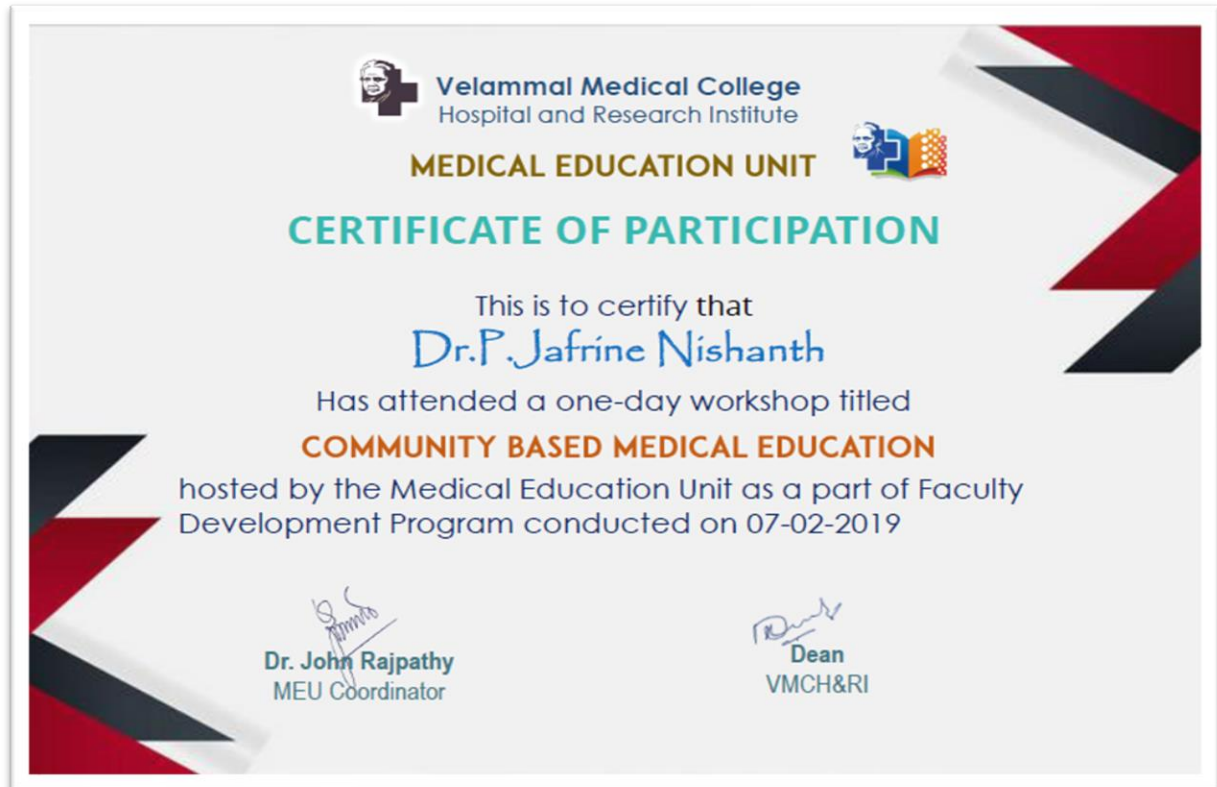 Velammal Medical College
Hospital and Research Institute
MEDICAL EDUCATION UNIT
CERTIFICATE OF PARTICIPATION
This is to certify that
Dr.P.Jafrine Nishanth
Has attended a one-day workshop titled
COMMUNITY BASED MEDICAL EDUCATION
hosted by the Medical Education Unit as a part of Faculty
Development Program conducted on 07-02-2019
Dr. John Rajpathy
MEU Coordinator
Dean
VMCH&RI